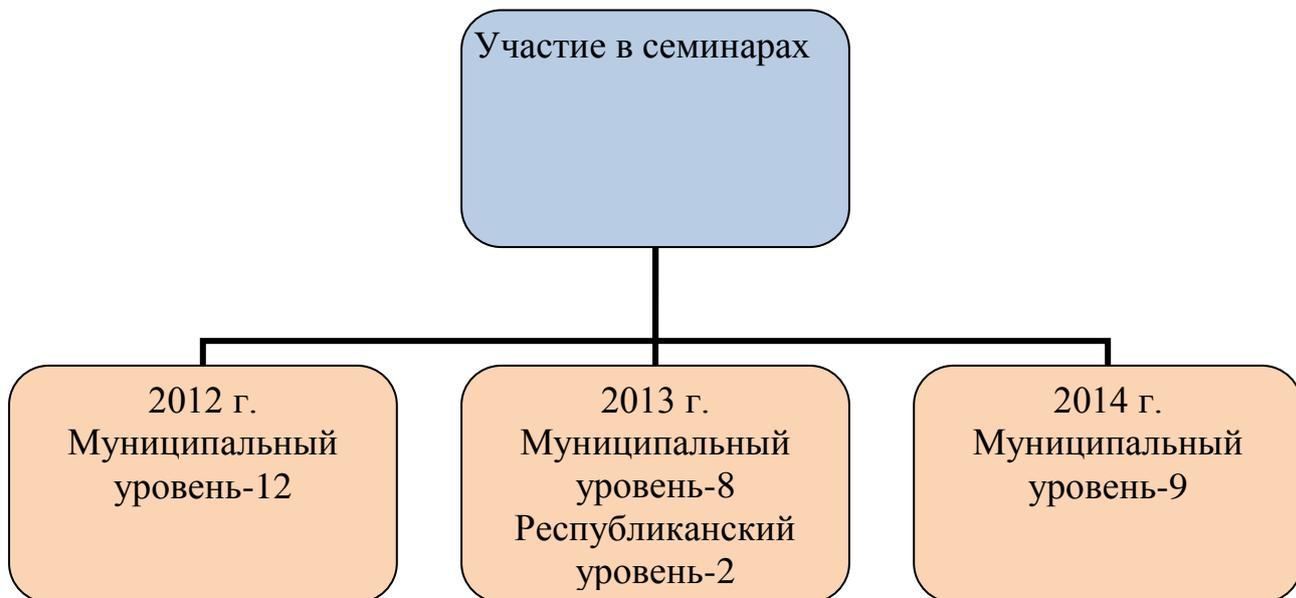 Участие в семинарах
2012 г.
Муниципальный
уровень-12
2013 г.
Муниципальный
уровень-8
Республиканский
уровень-2
2014 г.
Муниципальный
уровень-9